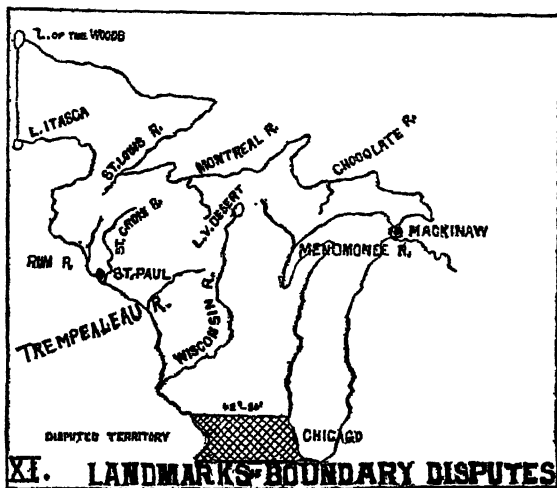 L. OF THE WOODS
L. ITASCA
ST. LOUIS R.
MONTREAL R.
CHOCOLATE R.
ST. CROIX R.
L.V. DESERT
MACKINAW
MENOMONEE R.
RUM R.
ST. PAUL
TREMPEALEAU R.
WISCONSIN R.
DISPUTED TERRITORY
CHICAGO
XI. LANDMARKS OF BOUNDARY DISPUTES